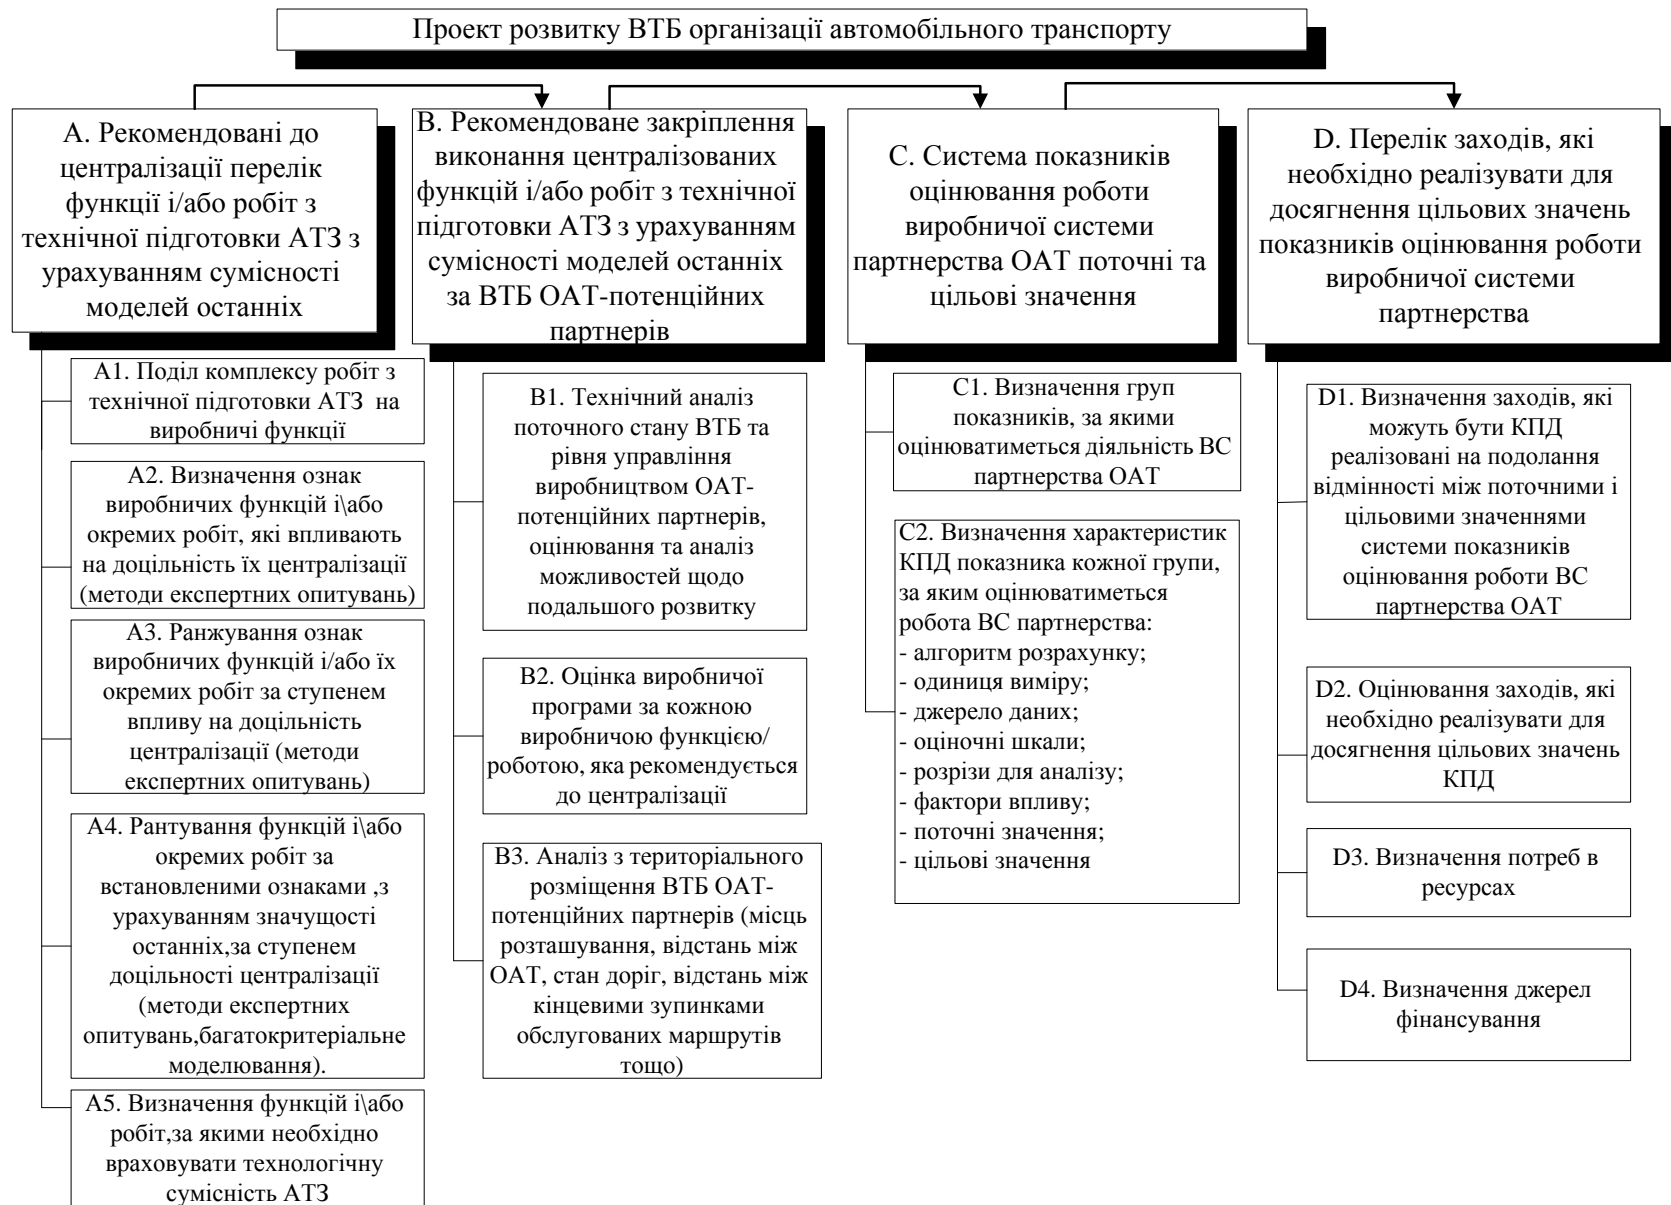 Проект розвитку ВТБ організації автомобільного транспорту
А. Рекомендовані до
централізації перелік
функції і/або робіт з
технічної підготовки АТЗ з
урахуванням сумісності
моделей останніх
В. Рекомендоване закріплення
виконання централізованих
функцій і/або робіт з технічної
підготовки АТЗ з урахуванням
сумісності моделей останніх
за ВТБ ОАТ-потенційних
партнерів
С. Система показників
оцінювання роботи
виробничої системи
партнерства ОАТ поточні та
цільові значення
D. Перелік заходів, які
необхідно реалізувати для
досягнення цільових значень
показників оцінювання роботи
виробничої системи
партнерства
А1. Поділ комплексу робіт з
технічної підготовки АТЗ на
виробничі функції
А2. Визначення ознак
виробничих функцій і\або
окремих робіт, які впливають
на доцільність їх централізації
(методи експертних опитувань)
А3. Ранжування ознак
виробничих функцій і/або їх
окремих робіт за ступенем
впливу на доцільність
централізації (методи
експертних опитувань)
А4. Рантування функцій і\або
окремих робіт за
встановленими ознаками ,з
урахуванням значущості
останніх,за ступенем
доцільності централізації
(методи експертних
опитувань,багатокритеріальне
моделювання).
А5. Визначення функцій і\або
робіт,за якими необхідно
враховувати технологічну
сумісність АТЗ
В1. Технічний аналіз
поточного стану ВТБ та
рівня управління
виробництвом ОАТ-
потенційних партнерів,
оцінювання та аналіз
можливостей щодо
подальшого розвитку
В2. Оцінка виробничої
програми за кожною
виробничою функцією/
роботою, яка рекомендується
до централізації
В3. Аналіз з територіального
розміщення ВТБ ОАТ-
потенційних партнерів (місць
розташування, відстань між
ОАТ, стан доріг, відстань між
кінцевими зупинками
обслугованих маршрутів
тощо)
С1. Визначення груп
показників, за якими
оцінюватиметься діяльність ВС
партнерства ОАТ
С2. Визначення характеристик
КПД показника кожної групи,
за яким оцінюватиметься
робота ВС партнерства:
- алгоритм розрахунку;
- одиниця виміру;
- джерело даних;
- оціночні шкали;
- розрізи для аналізу;
- фактори впливу;
- поточні значення;
- цільові значення
D1. Визначення заходів, які
можуть бути КПД
реалізовані на подолання
відмінності між поточними і
цільовими значеннями
системи показників
оцінювання роботи ВС
партнерства ОАТ
D2. Оцінювання заходів, які
необхідно реалізувати для
досягнення цільових значень
КПД
D3. Визначення потреб в
ресурсах
D4. Визначення джерел
фінансування